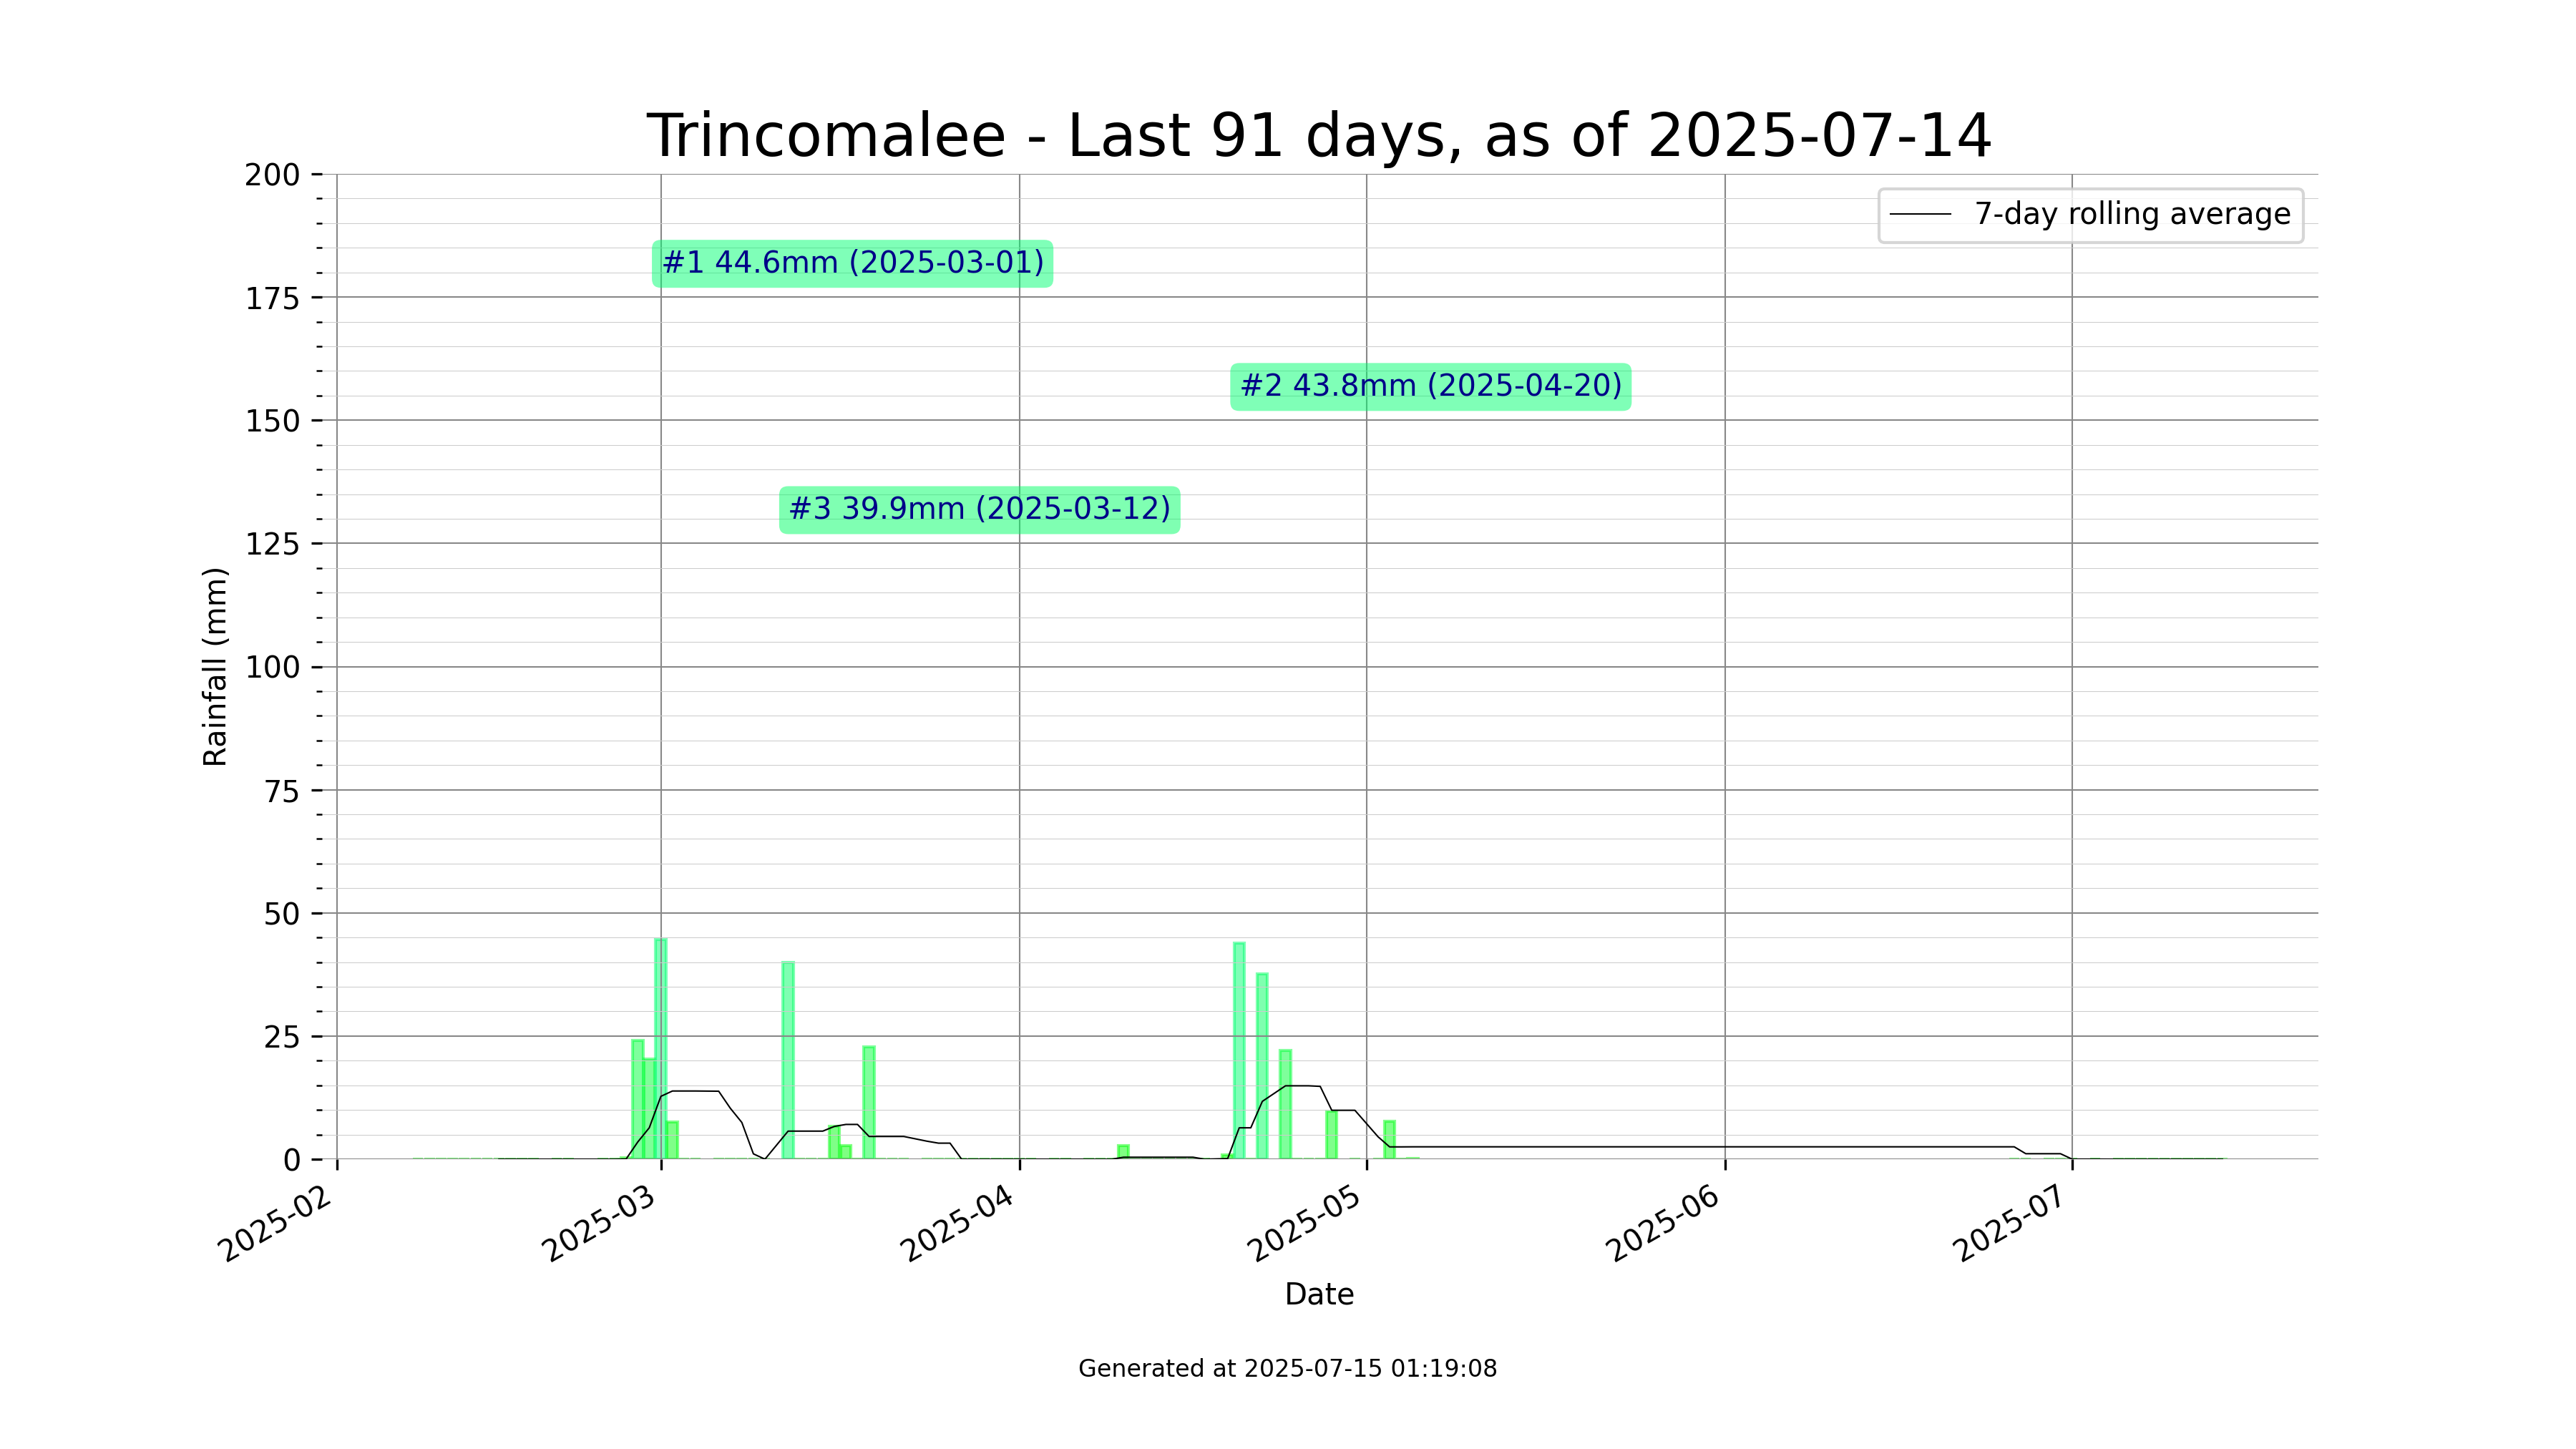 Trincomalee - Last 91 days, as of 2025-07-14
200
175
150
125
100
75
50
25
0
Rainfall (mm)
7-day rolling average
#1 44.6mm (2025-03-01)
#2 43.8mm (2025-04-20)
#3 39.9mm (2025-03-12)
2025-02
2025-03
2025-04
2025-05
2025-06
2025-07
Date
Generated at 2025-07-15 01:19:08